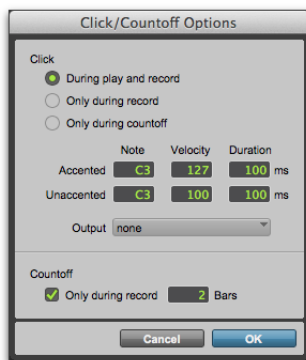 Click/Countoff Options
Click
During play and record
Only during record
Only during countoff
Note Velocity Duration
Accented C3 127 100 ms
Unaccented C3 100 100 ms
Output none
Countoff
Only during record 2 Bars
Cancel OK